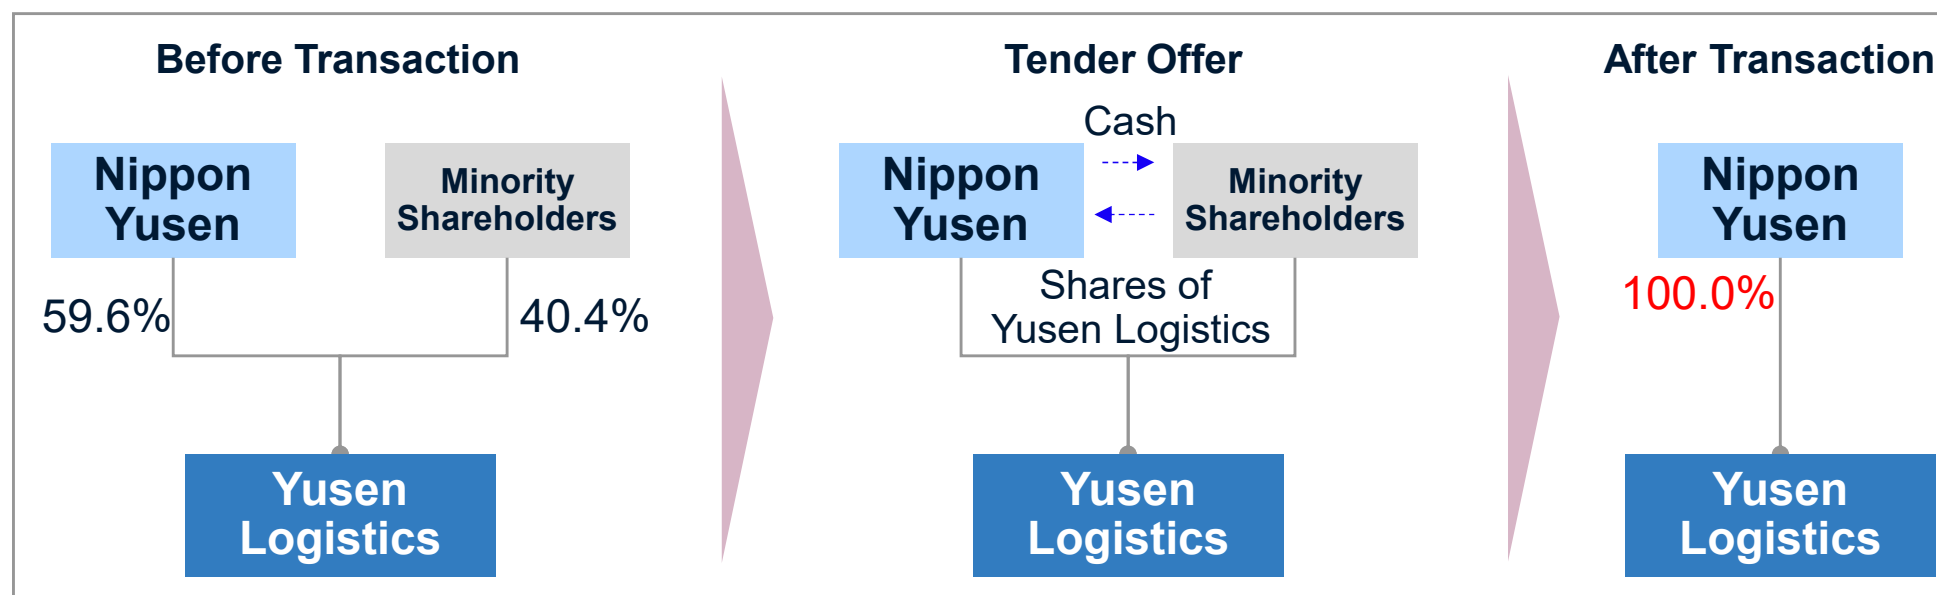 Before Transaction
Nippon
Yusen
Minority
Shareholders
59.6%
40.4%
Yusen
Logistics
Tender Offer
Cash
Nippon
Yusen
Minority
Shareholders
Shares of
Yusen Logistics
Yusen
Logistics
After Transaction
Nippon
Yusen
100.0%
Yusen
Logistics